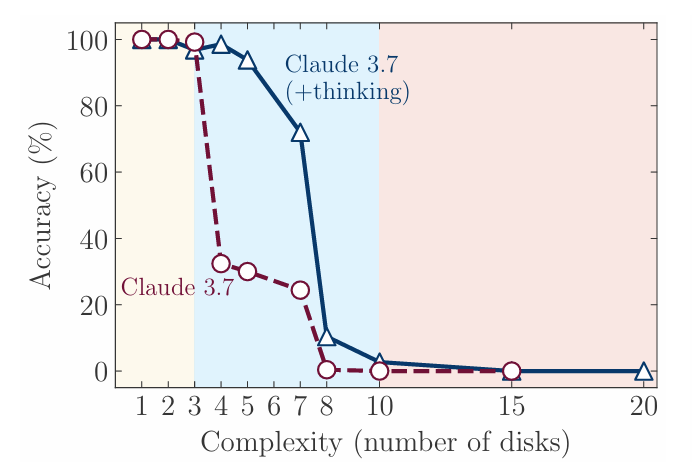 100
80
60
40
20
0
Accuracy (%)
Claude 3.7
(+thinking)
Claude 3.7
1 2 3 4 5 6 7 8 10 15 20
Complexity (number of disks)